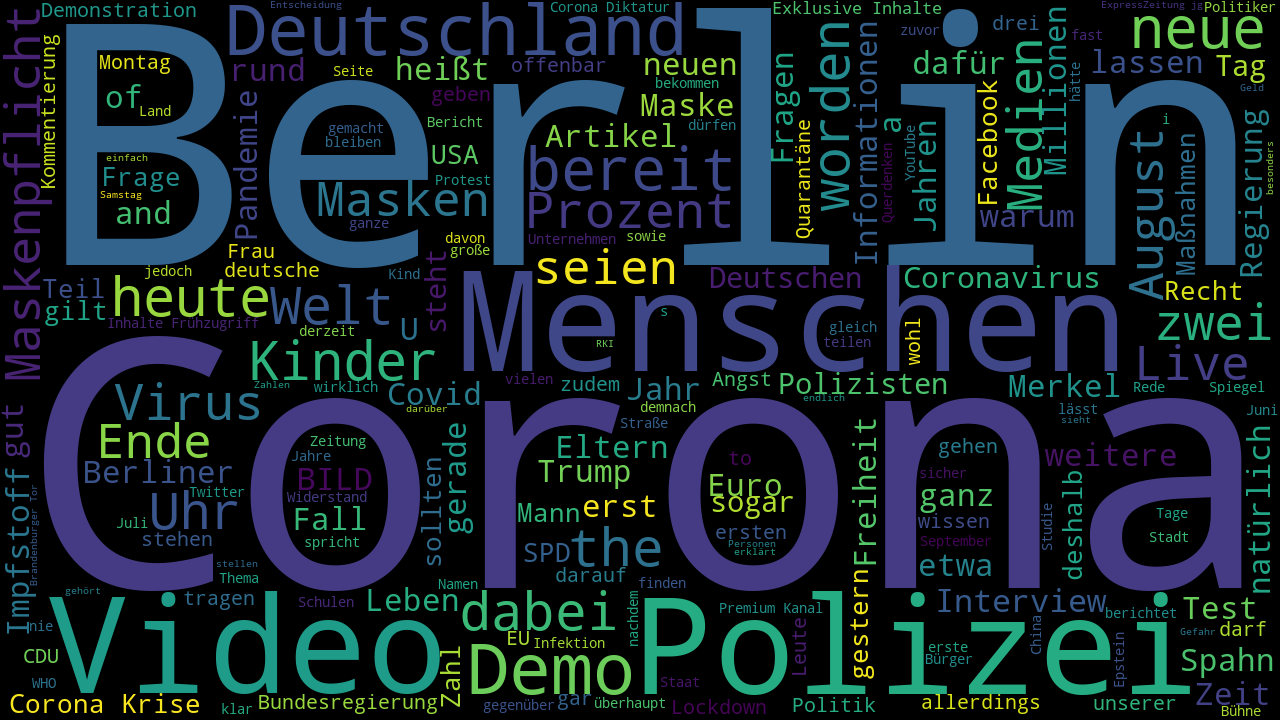 Demonstration
Entscheidung
Corona Diktatur
Exklusive Inhalte
ExpressZeitung jg
Politiker
Deutschland
Berlin
zuvor
drei
fast
neue
Maskenpflicht
Kommentierung
Montag
rund
Seite
heißt
offenbar
neuen
bekommen
Fragen
worden
Informationen
dafür
Medien
Millionen
hätte
lassen
Tag
Geld
of
Land
Pandemie
geben
Maske
dürfen
a
YouTube
Jahren
Facebook
i
gemacht
bleiben
Bericht
Artikel
USA
einfach
Frage
Samstag
Masken
Protest
bereit
Quarantäne
Querdenken
August
Maßnahmen
Regierung
besonders
and
ganze
Prozent
warum
Frau
deutsche
davon
große
Unternehmen
sowie
jedoch
Kind
steht
seien
Deutschen
Coronavirus
Recht
Teil
gilt
heute
Welt
U
Menschen
s
gleich
teilen
wohl
zwei
Inhalte Frühzugriff
derzeit
RKI
Live
Kinder
Zahlen
wirklich
Covid
darüber
vielen
zudem
Jahr
Angst
Polizisten
endlich
Merkel
Rede
Spiegel
gut
Virus
demnach
Straße
lässt
sieht
Juni
Corona
Ende
Zeitung
Jahre
gerade
Eltern
Freiheit
gehen
weitere
natürlich
Impfstoff
Brandenburger Tor
Berliner
BILD
Widerstand
sollten
Trump
to
Euro
sogar
sicher
ganz
deshalb
Twitter
Uhr
Juli
stehen
Fall
spricht
Mann
erst
ersten
wissen
September
Studie
Tage
Stadt
SPD
the
Personen
erklärt
stellen
Thema
darauf
finden
etwa
gehört
tragen
Schulen
Leben
Namen
dabei
nachdem
Premium Kanal
gestern
Interview
berichtet
Test
nie
Video
EU
Infektion
Polizei
Leute
erste
Bürger
China
Gefahr
darf
CDU
WHO
Zahl
Demo
Staat
Epstein
Spahn
Corona Krise
klar
Bundesregierung
gegenüber
gar
überhaupt
Lockdown
Politik
allerdings
unserer
Zeit
Bühne